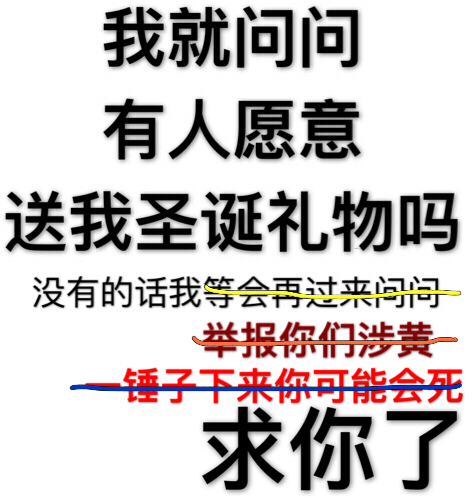 我就问问
有人愿意
送我圣诞礼物吗
没有的话我等会再过来问问
举报你们涉黄
一锤子下来你可能会死
求你了